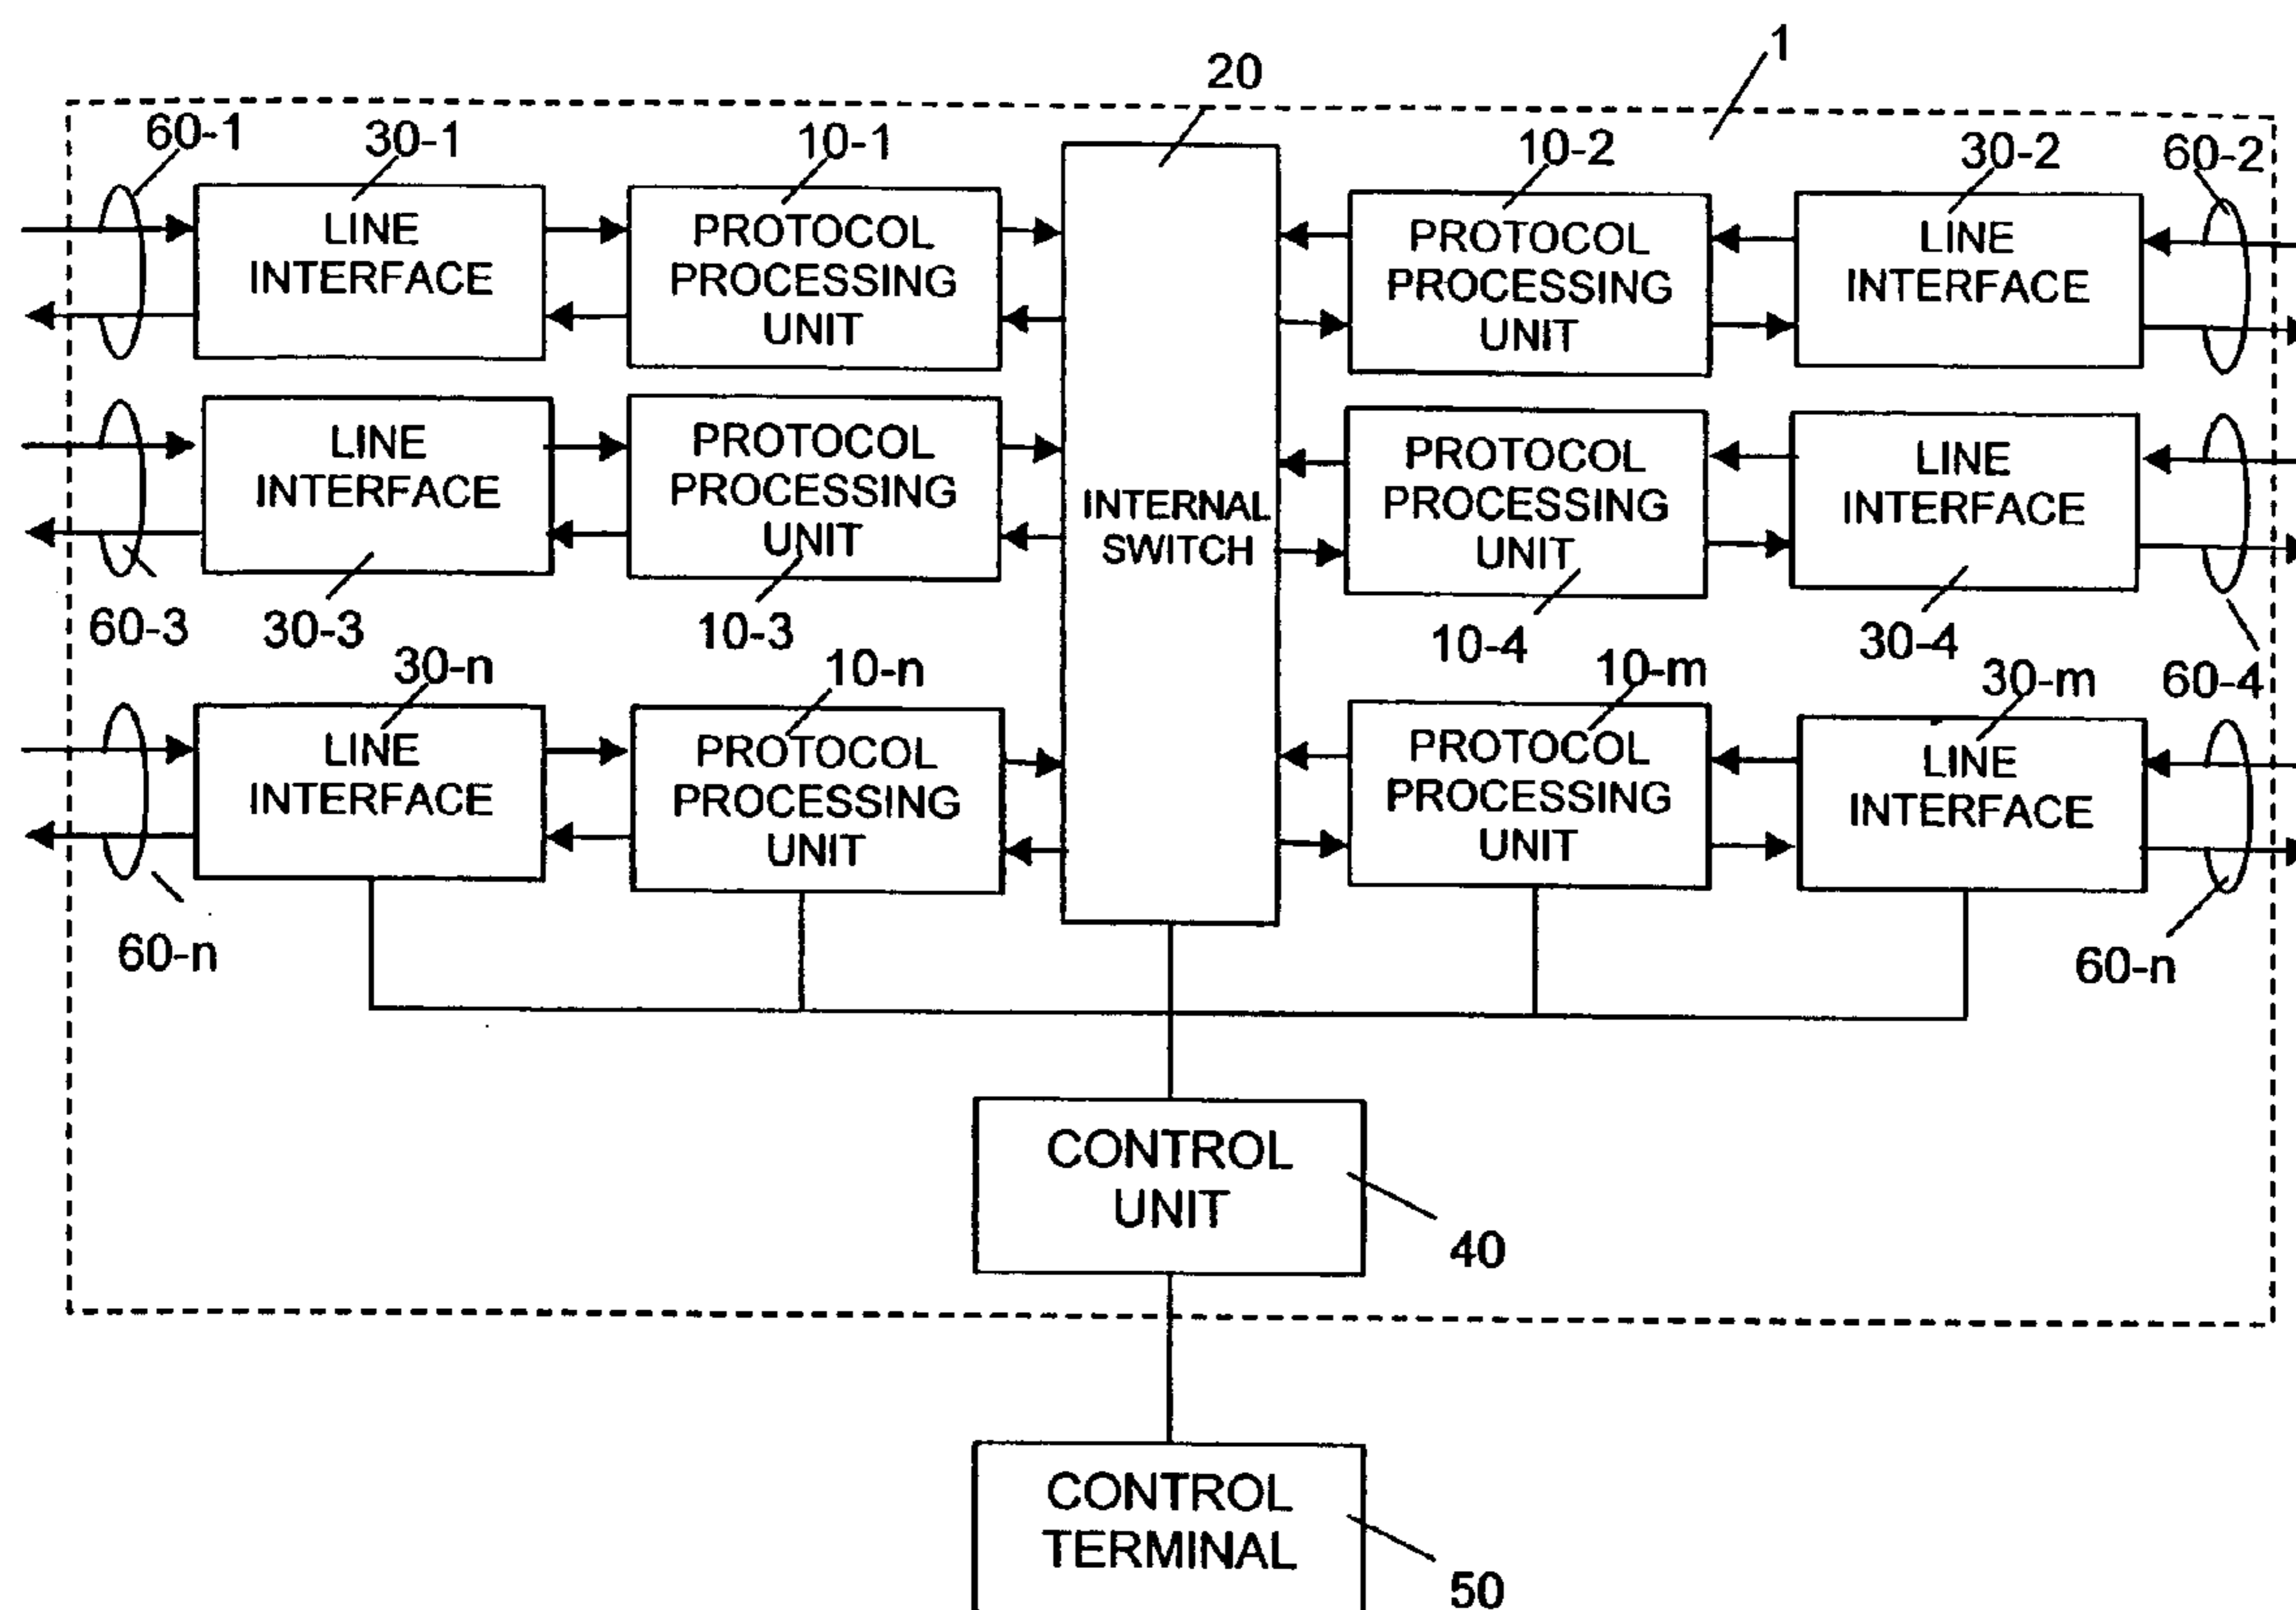 1
20
60-1
30-1
10-1
10-2
30-2
60-2
LINE
INTERFACE
PROTOCOL
PROCESSING
UNIT
PROTOCOL
PROCESSING
UNIT
LINE
INTERFACE
LINE
INTERFACE
PROTOCOL
PROCESSING
UNIT
INTERNAL
SWITCH
PROTOCOL
PROCESSING
UNIT
LINE
INTERFACE
60-3
30-3
10-3
10-4
30-4
60-4
30-n
10-n
10-m
30-m
LINE
INTERFACE
PROTOCOL
PROCESSING
UNIT
PROTOCOL
PROCESSING
UNIT
LINE
INTERFACE
60-n
60-n
CONTROL
UNIT
40
CONTROL
TERMINAL
50